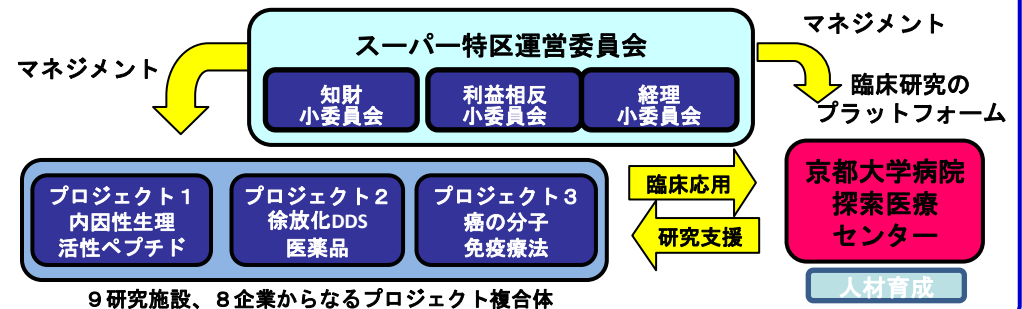 マネジメント
スーパー特区運営委員会
マネジメント
知財
小委員会
利益相反
小委員会
経理
小委員会
臨床研究の
プラットフォーム
プロジェクト１
内因性生理
活性ペプチド
プロジェクト２
徐放化DDS
医薬品
プロジェクト３
癌の分子
免疫療法
臨床応用
研究支援
京都大学病院
探索医療
センター
人材育成
９研究施設、８企業からなるプロジェクト複合体